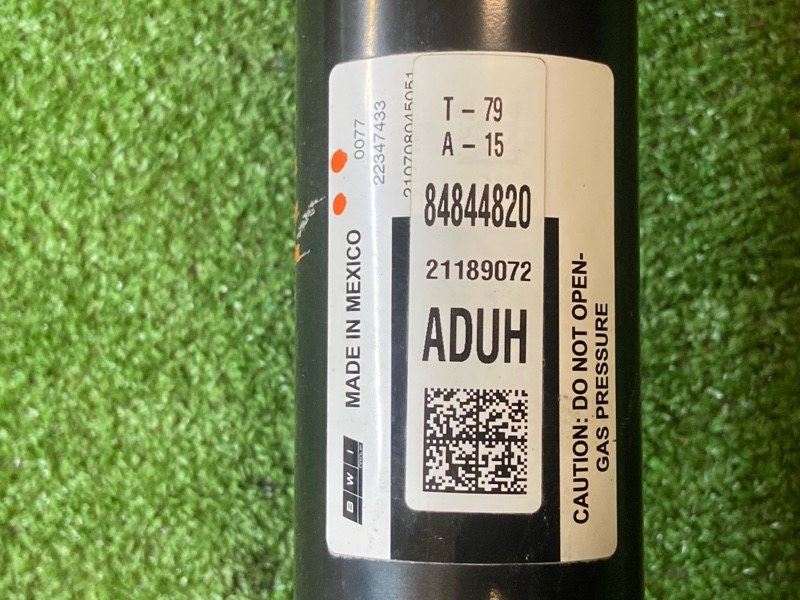 T - 79
A - 15
84844820
21189072
ADUH
0077
22347433
MADE IN MEXICO
BWI
CAUTION: DO NOT OPEN-
GAS PRESSURE